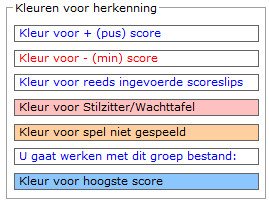 Kleuren voor herkenning
Kleur voor + (pus) score
Kleur voor - (min) score
Kleur voor reeds ingevoerde scoreslips
Kleur voor Stilzitter/Wachttafel
Kleur voor spel niet gespeeld
U gaat werken met dit groep bestand:
Kleur voor hoogste score